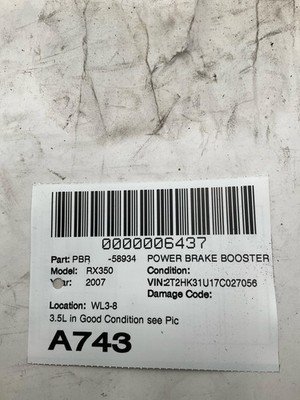 0000006437
Part: PBR -58934 POWER BRAKE BOOSTER
Model: RX350 Condition:
ar: 2007 VIN:2T2HK31U17C027056
Damage Code:
Location: WL3-8
3.5L in Good Condition see Pic
A743